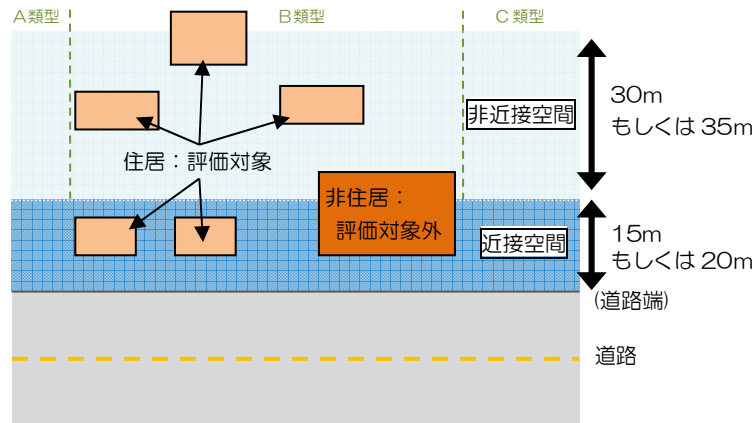 A類型
B類型
C類型
30m
もしくは35m
非近接空間
住居：評価対象
非住居：
評価対象外
近接空間
15m
もしくは20m
(道路端)
道路